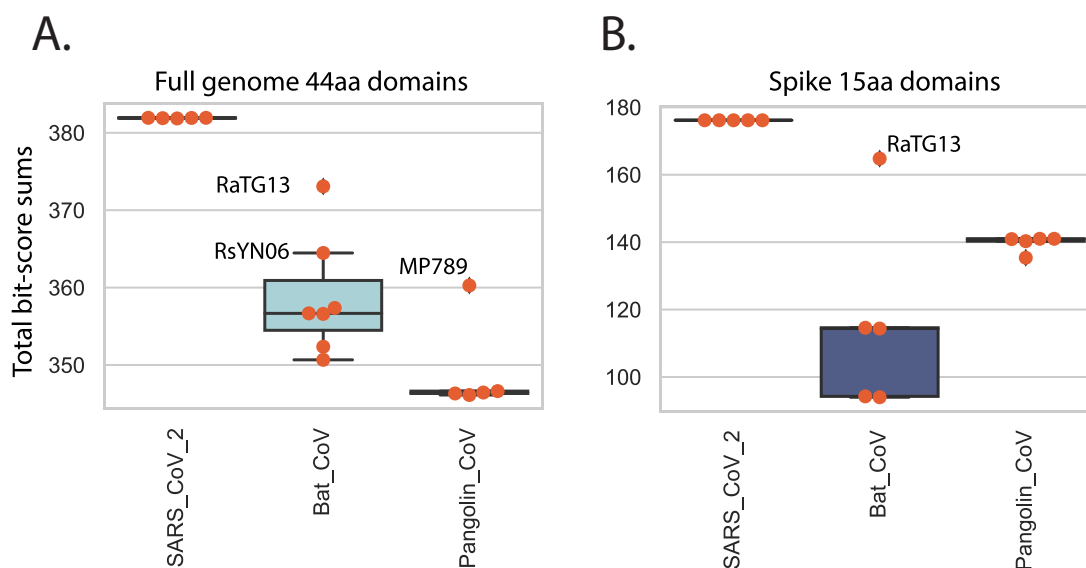 A.
Full genome 44aa domains
Total bit-score sums
380
370
360
350
RaTG13
RsYN06
MP789
SARS_CoV_2
Bat_CoV
Pangolin_CoV
B.
Spike 15aa domains
180
160
140
120
100
RaTG13
SARS_CoV_2
Bat_CoV
Pangolin_CoV